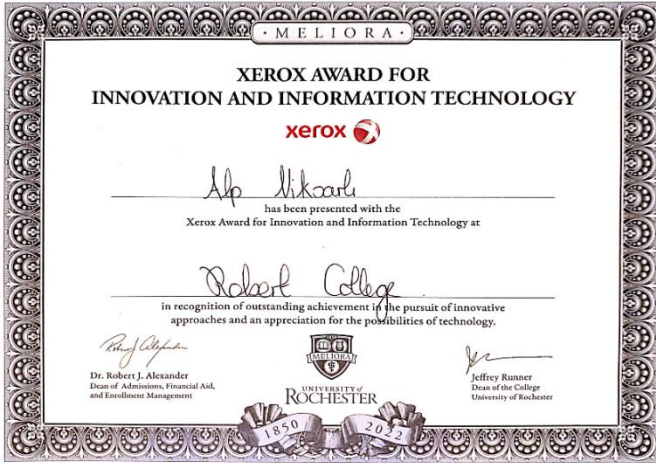 · MELIORA ·
XEROX AWARD FOR
INNOVATION AND INFORMATION TECHNOLOGY
xerox
Alp Niksarlı
has been presented with the
Xerox Award for Innovation and Information Technology at
Robert College
in recognition of outstanding achievement in the pursuit of innovative
approaches and an appreciation for the possibilities of technology.
Robert J. Alexander
Dr. Robert J. Alexander
Dean of Admissions, Financial Aid,
and Enrollment Management
MELIORA
UNIVERSITY of
ROCHESTER
Jeffrey Runner
Dean of the College
University of Rochester
1850
2022